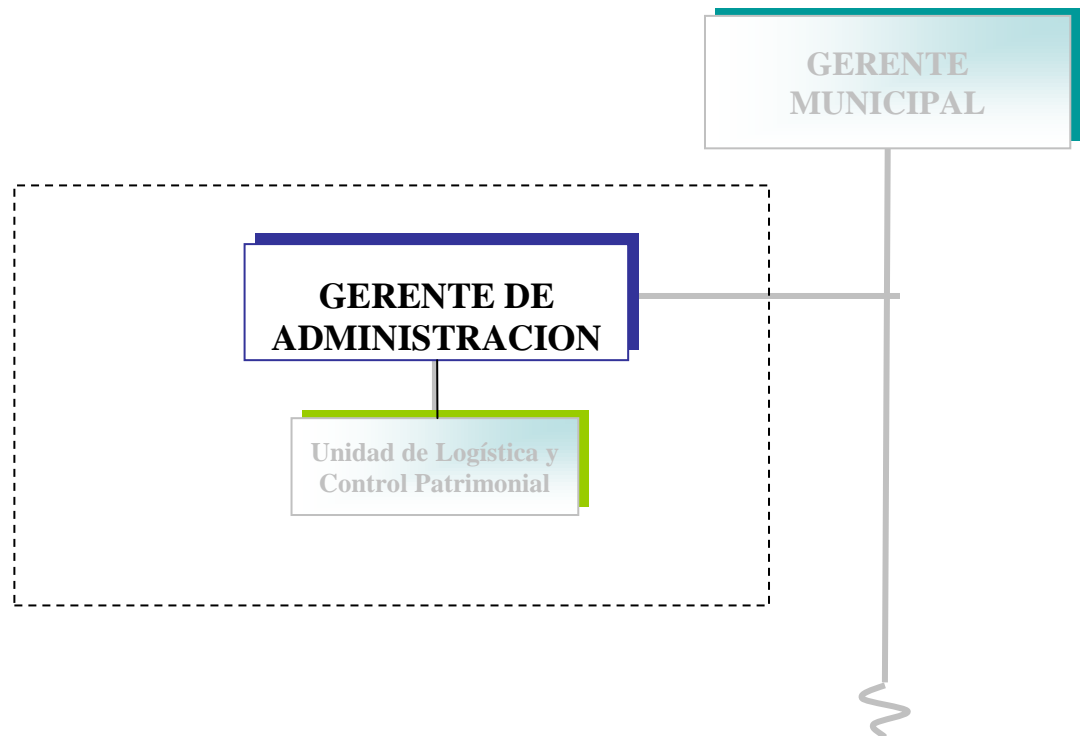 GERENTE
MUNICIPAL
GERENTE DE
ADMINISTRACION
Unidad de Logística y
Control Patrimonial